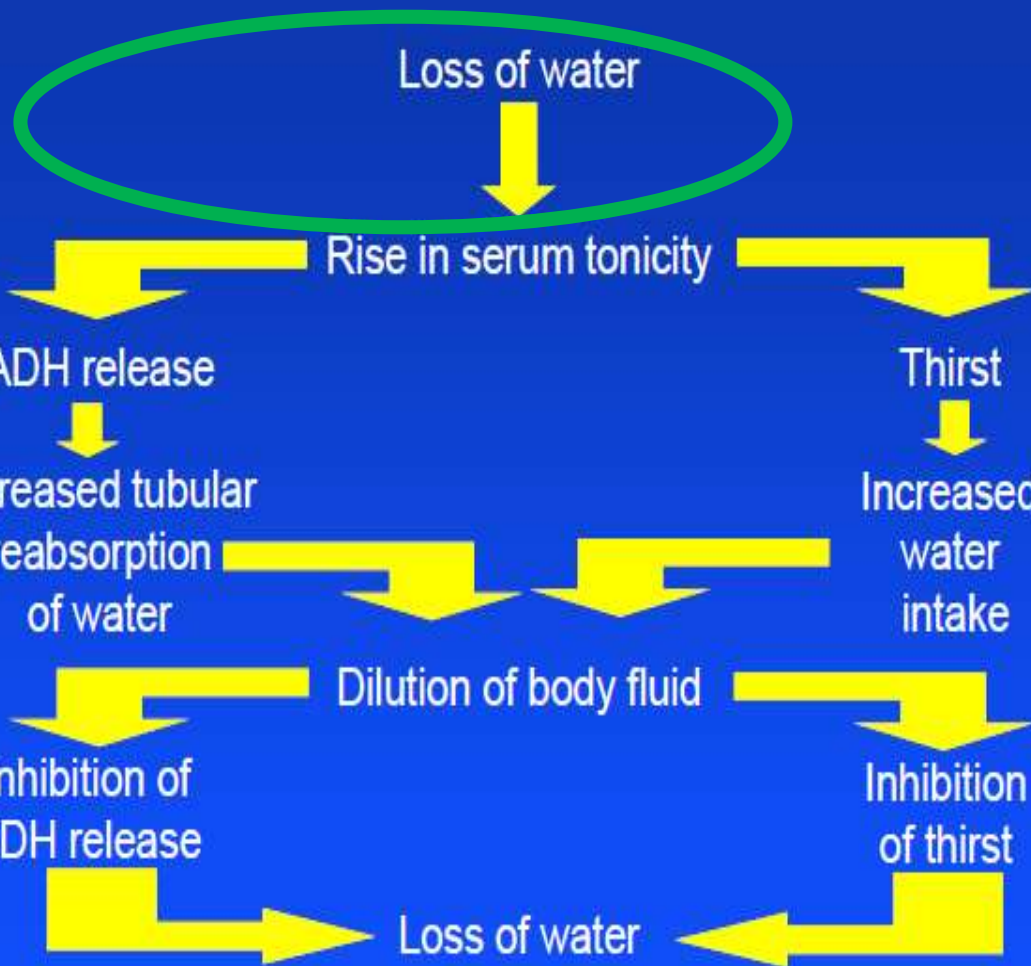 Loss of water
Rise in serum tonicity
ADH release
Thirst
reased tubular
eabsorption
of water
Increased
water
intake
Dilution of body fluid
nhibition of
DH release
Inhibition
of thirst
Loss of water